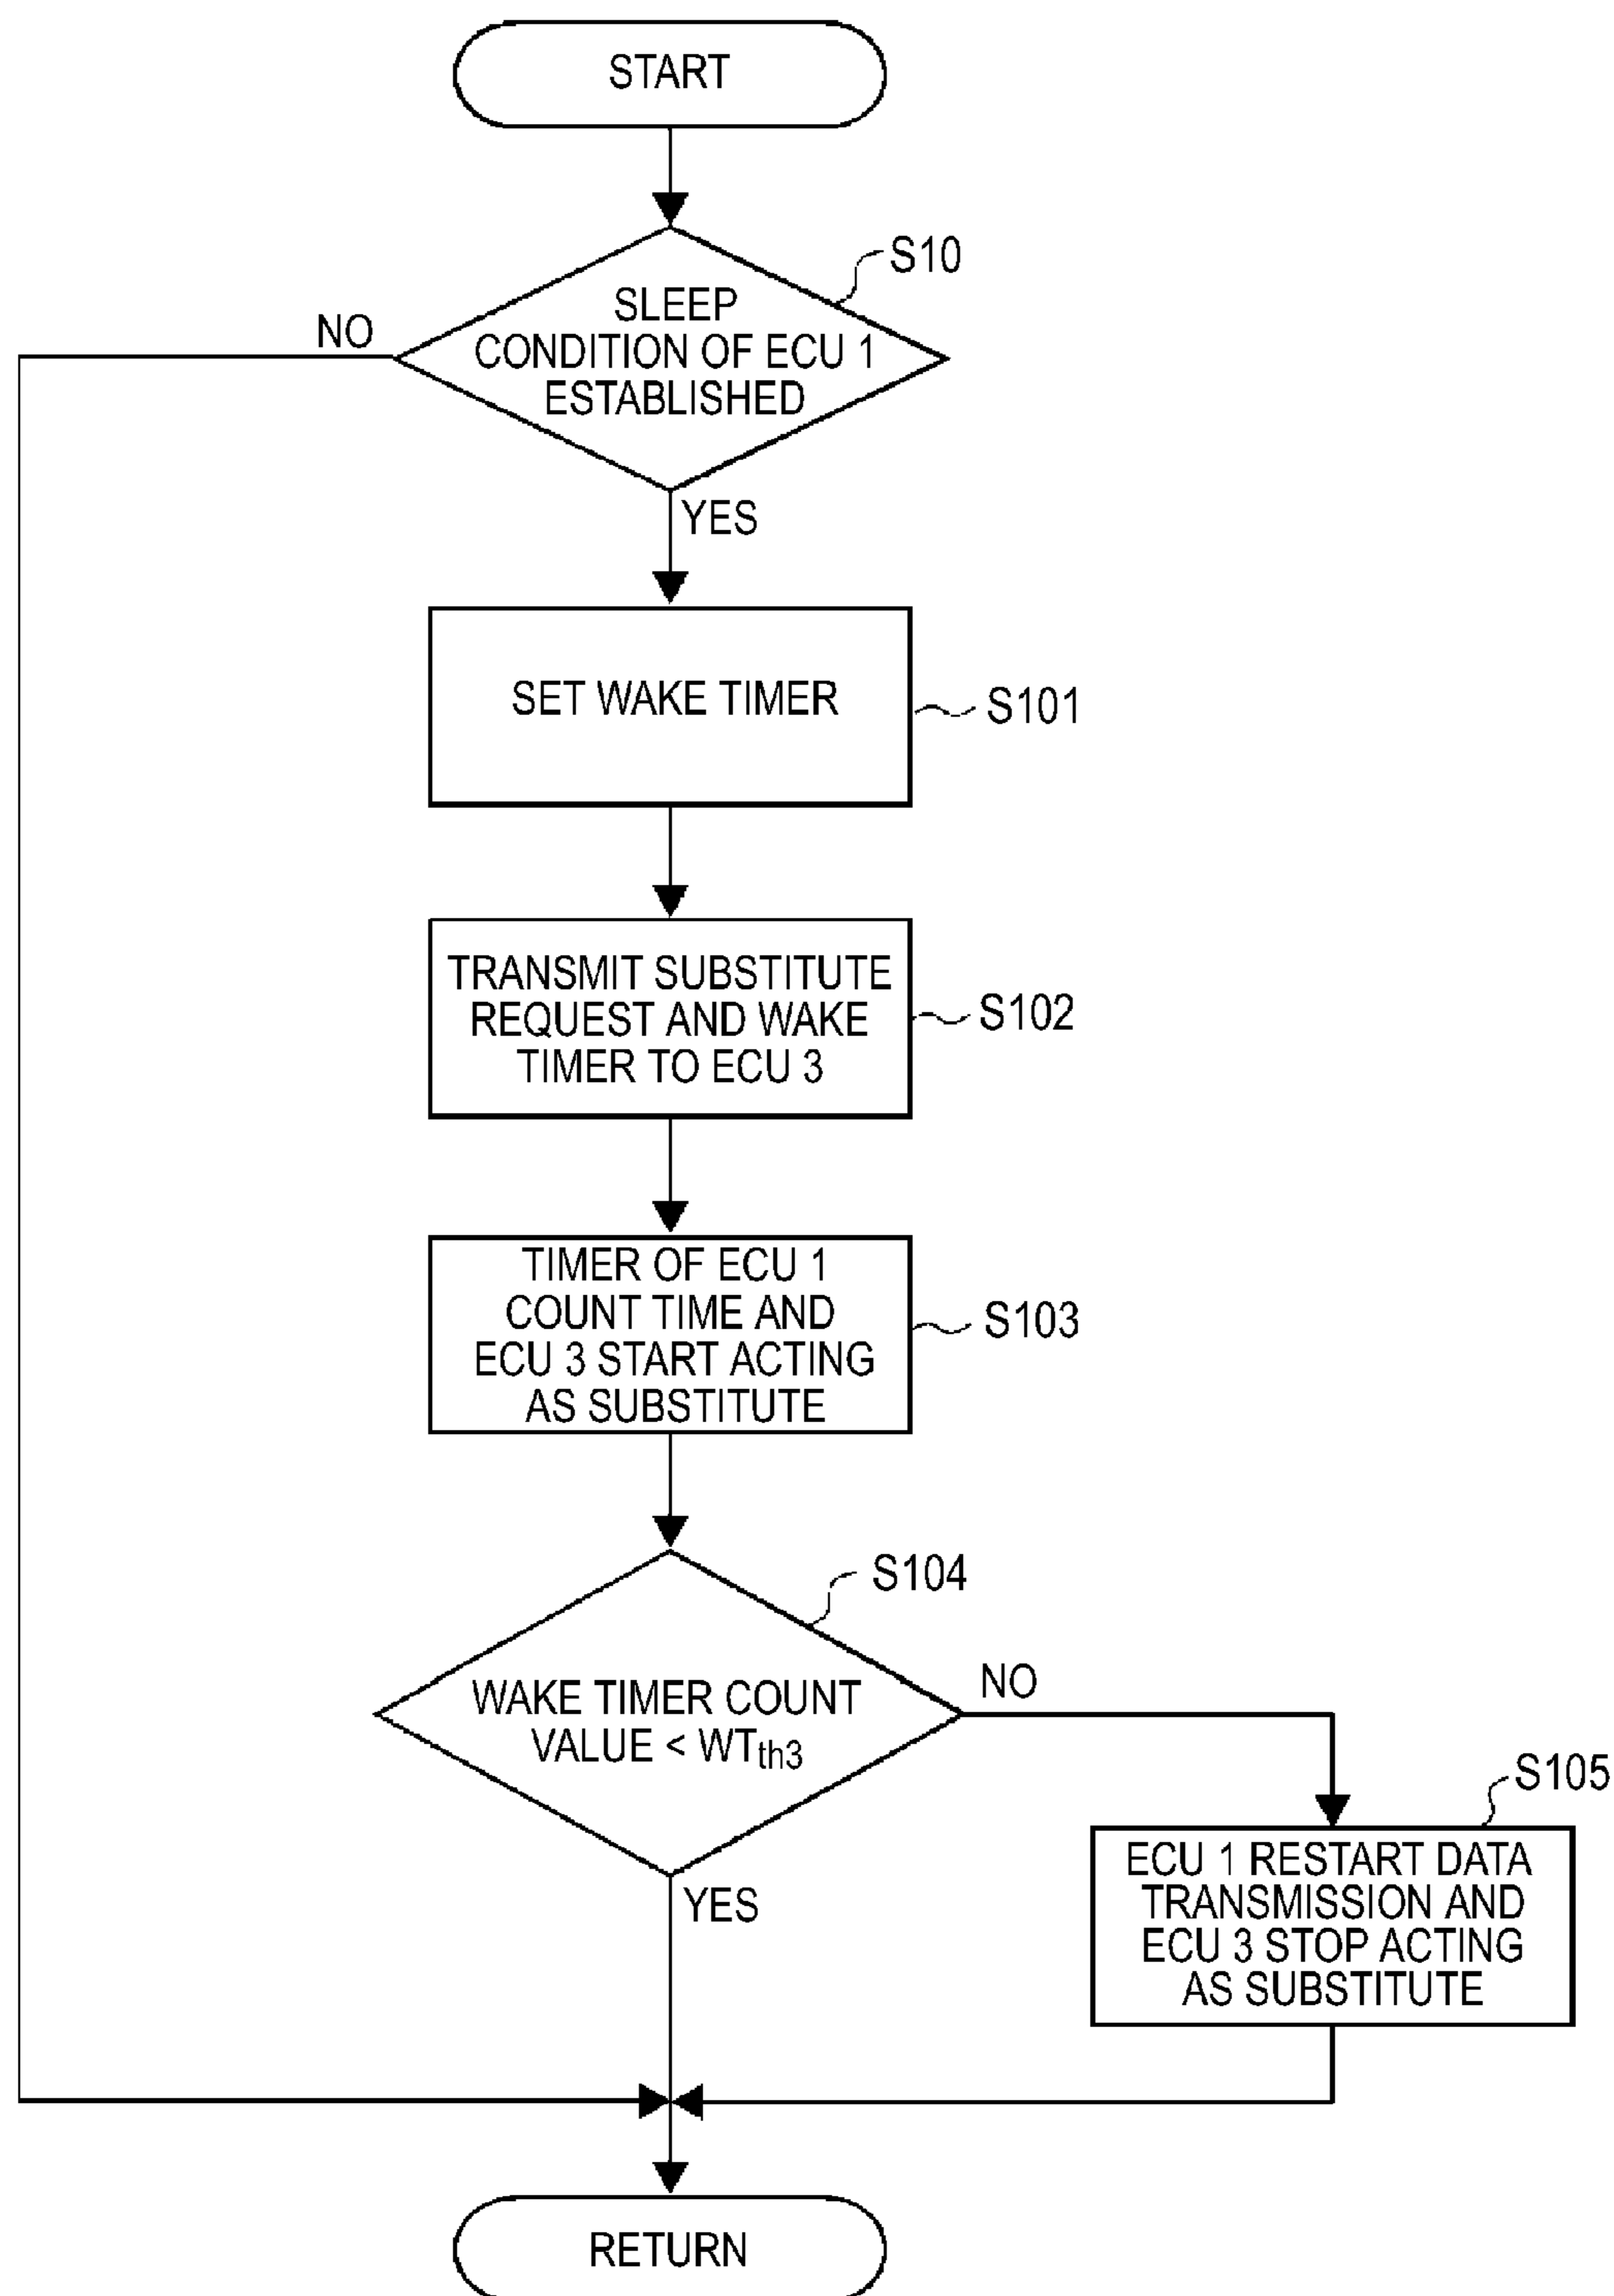 START
S10
SLEEP
CONDITION OF ECU 1
ESTABLISHED
NO
YES
SET WAKE TIMER
S101
TRANSMIT SUBSTITUTE
REQUEST AND WAKE
TIMER TO ECU 3
S102
TIMER OF ECU 1
COUNT TIME AND
ECU 3 START ACTING
AS SUBSTITUTE
S103
S104
WAKE TIMER COUNT
VALUE < WTth3
NO
YES
S105
ECU 1 RESTART DATA
TRANSMISSION AND
ECU 3 STOP ACTING
AS SUBSTITUTE
RETURN